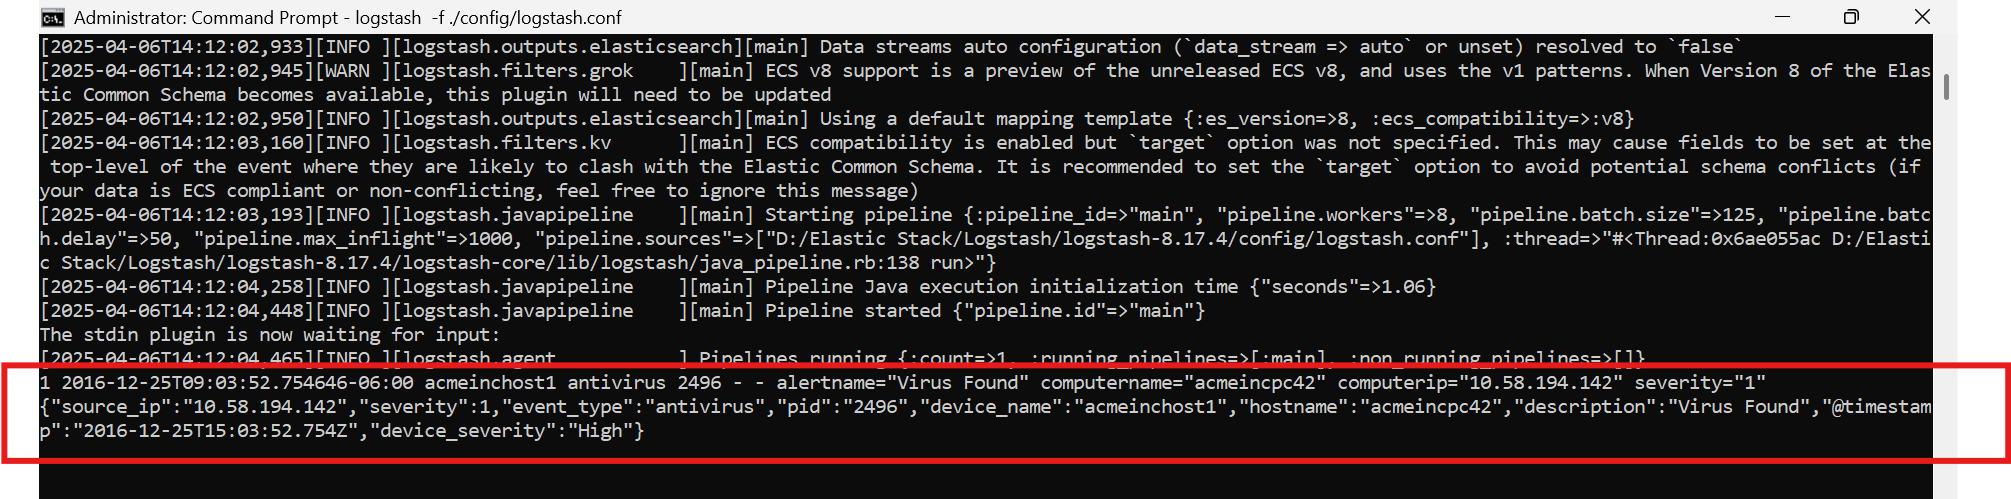 Administrator: Command Prompt - logstash  -f ./config/logstash.conf
[2025-04-06T14:12:02,933][INFO ][logstash.outputs.elasticsearch][main] Data streams auto configuration (`data_stream => auto` or unset) resolved to `false`
[2025-04-06T14:12:02,945][WARN ][logstash.filters.grok    ][main] ECS v8 support is a preview of the unreleased ECS v8, and uses the v1 patterns. When Version 8 of the Elas
tic Common Schema becomes available, this plugin will need to be updated
[2025-04-06T14:12:02,950][INFO ][logstash.outputs.elasticsearch][main] Using a default mapping template {:es_version=>8, :ecs_compatibility=>:v8}
[2025-04-06T14:12:03,160][INFO ][logstash.filters.kv      ][main] ECS compatibility is enabled but `target` option was not specified. This may cause fields to be set at the
 top-level of the event where they are likely to clash with the Elastic Common Schema. It is recommended to set the `target` option to avoid potential schema conflicts (if
your data is ECS compliant or non-conflicting, feel free to ignore this message)
[2025-04-06T14:12:03,193][INFO ][logstash.javapipeline    ][main] Starting pipeline {:pipeline_id=>"main", "pipeline.workers"=>8, "pipeline.batch.size"=>125, "pipeline.batc
h.delay"=>50, "pipeline.max_inflight"=>1000, "pipeline.sources"=>["D:/Elastic Stack/Logstash/logstash-8.17.4/config/logstash.conf"], :thread=>"#<Thread:0x6ae055ac D:/Elasti
c Stack/Logstash/logstash-8.17.4/logstash-core/lib/logstash/java_pipeline.rb:138 run>"}
[2025-04-06T14:12:04,258][INFO ][logstash.javapipeline    ][main] Pipeline Java execution initialization time {"seconds"=>1.06}
[2025-04-06T14:12:04,448][INFO ][logstash.javapipeline    ][main] Pipeline started {"pipeline.id"=>"main"}
The stdin plugin is now waiting for input:
[2025-04-06T14:12:04,465][INFO ][logstash.agent           ] Pipelines running {:count=>1, :running_pipelines=>[:main], :non_running_pipelines=>[]}
1 2016-12-25T09:03:52.754646-06:00 acmeinchost1 antivirus 2496 - - alertname="Virus Found" computername="acmeincpc42" computerip="10.58.194.142" severity="1"
{"source_ip":"10.58.194.142","severity":1,"event_type":"antivirus","pid":"2496","device_name":"acmeinchost1","hostname":"acmeincpc42","description":"Virus Found","@timestam
p":"2016-12-25T15:03:52.754Z","device_severity":"High"}